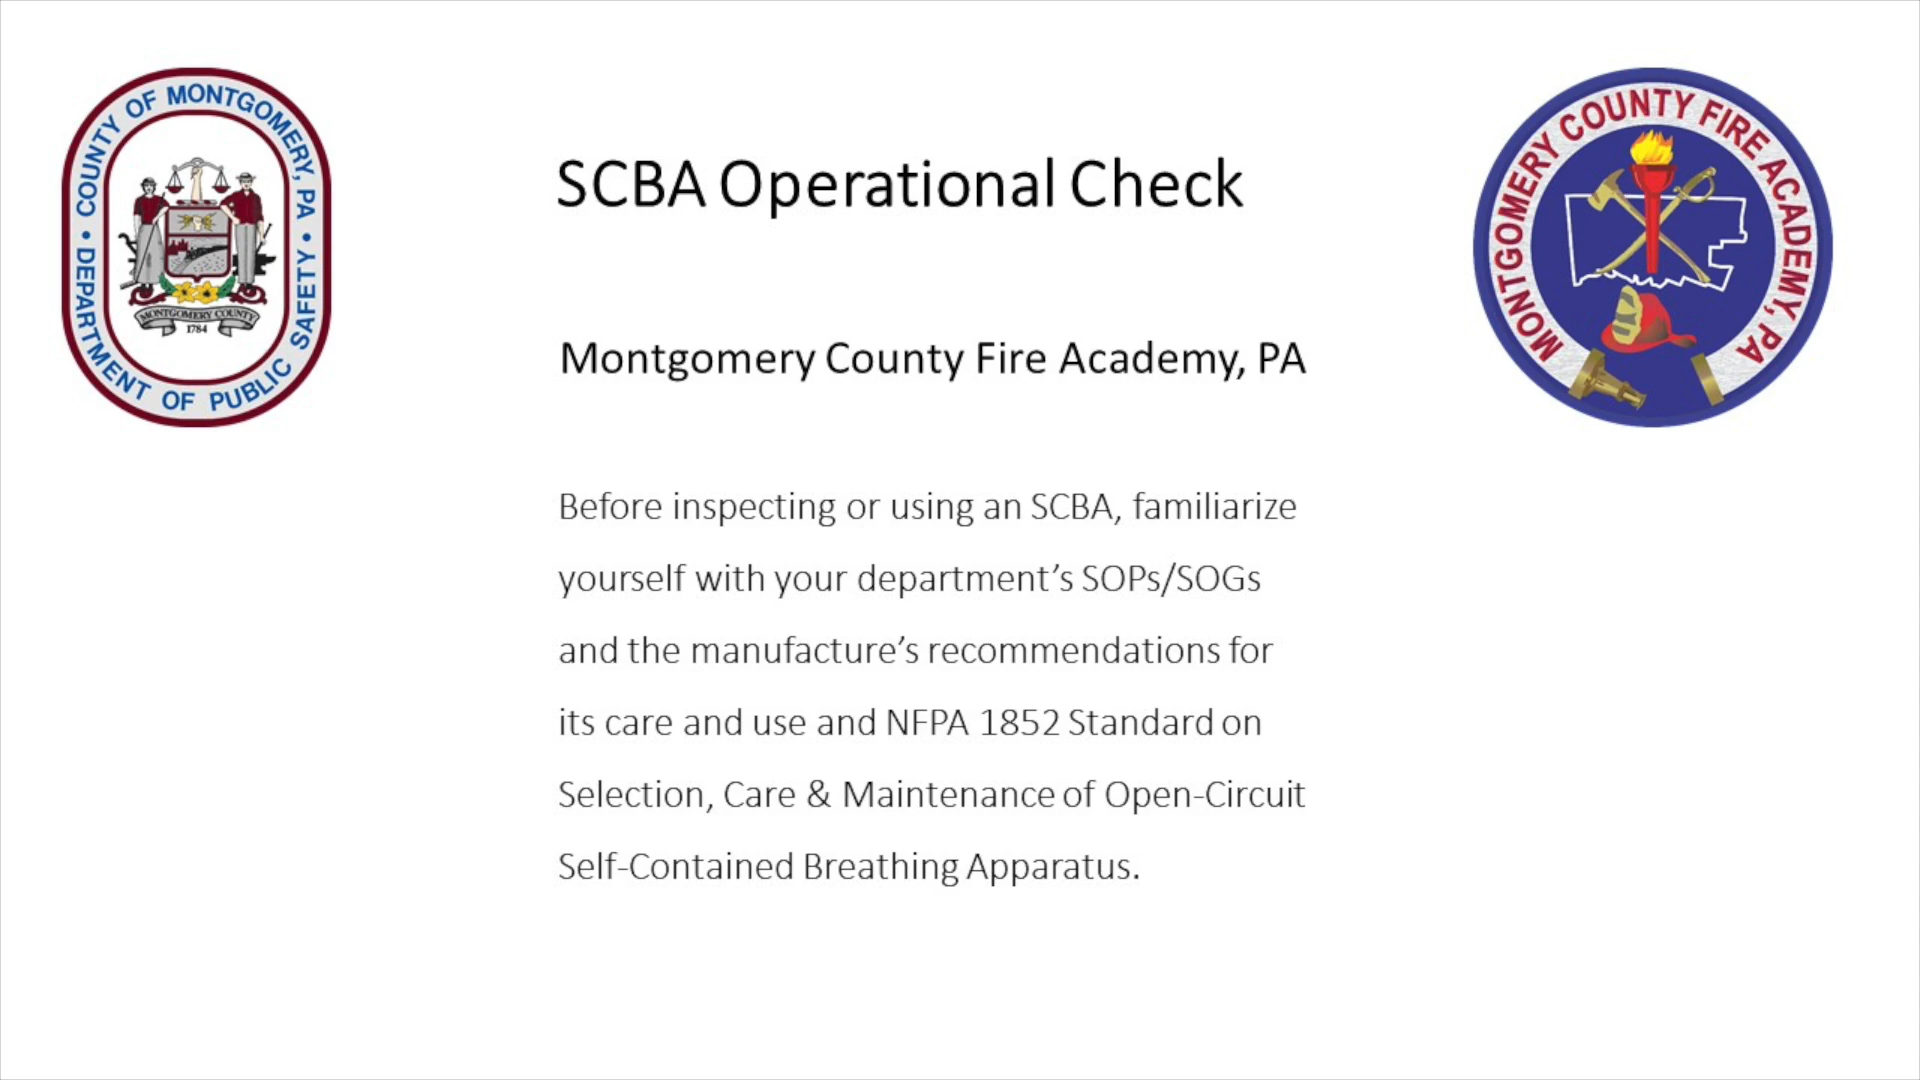 COUNTY OF MONTGOMERY, PA • DEPARTMENT OF PUBLIC SAFETY •
MONTGOMERY COUNTY
1784
SCBA Operational Check
MONTGOMERY COUNTY FIRE ACADEMY, PA
Montgomery County Fire Academy, PA
Before inspecting or using an SCBA, familiarize
yourself with your department’s SOPs/SOGs
and the manufacture’s recommendations for
its care and use and NFPA 1852 Standard on
Selection, Care & Maintenance of Open-Circuit
Self-Contained Breathing Apparatus.